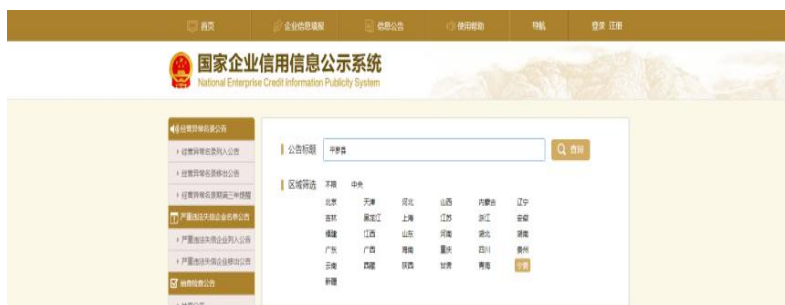 首页 企业信息填报 信息公告 使用帮助 导航 登录 注册
国家企业信用信息公示系统
National Enterprise Credit Information Publicity System
经营异常名录公告
经营异常名录列入公告
经营异常名录移出公告
经营异常名录期满三年提醒
严重违法失信企业名单公告
严重违法失信企业列入公告
严重违法失信企业移出公告
抽查检查公告
公告标题 平罗县 查询
区域筛选 不限 中央
北京 天津 河北 山西 内蒙古 辽宁
吉林 黑龙江 上海 江苏 浙江 安徽
福建 江西 山东 河南 湖北 湖南
广东 广西 海南 重庆 四川 贵州
云南 西藏 陕西 甘肃 青海 宁夏
新疆